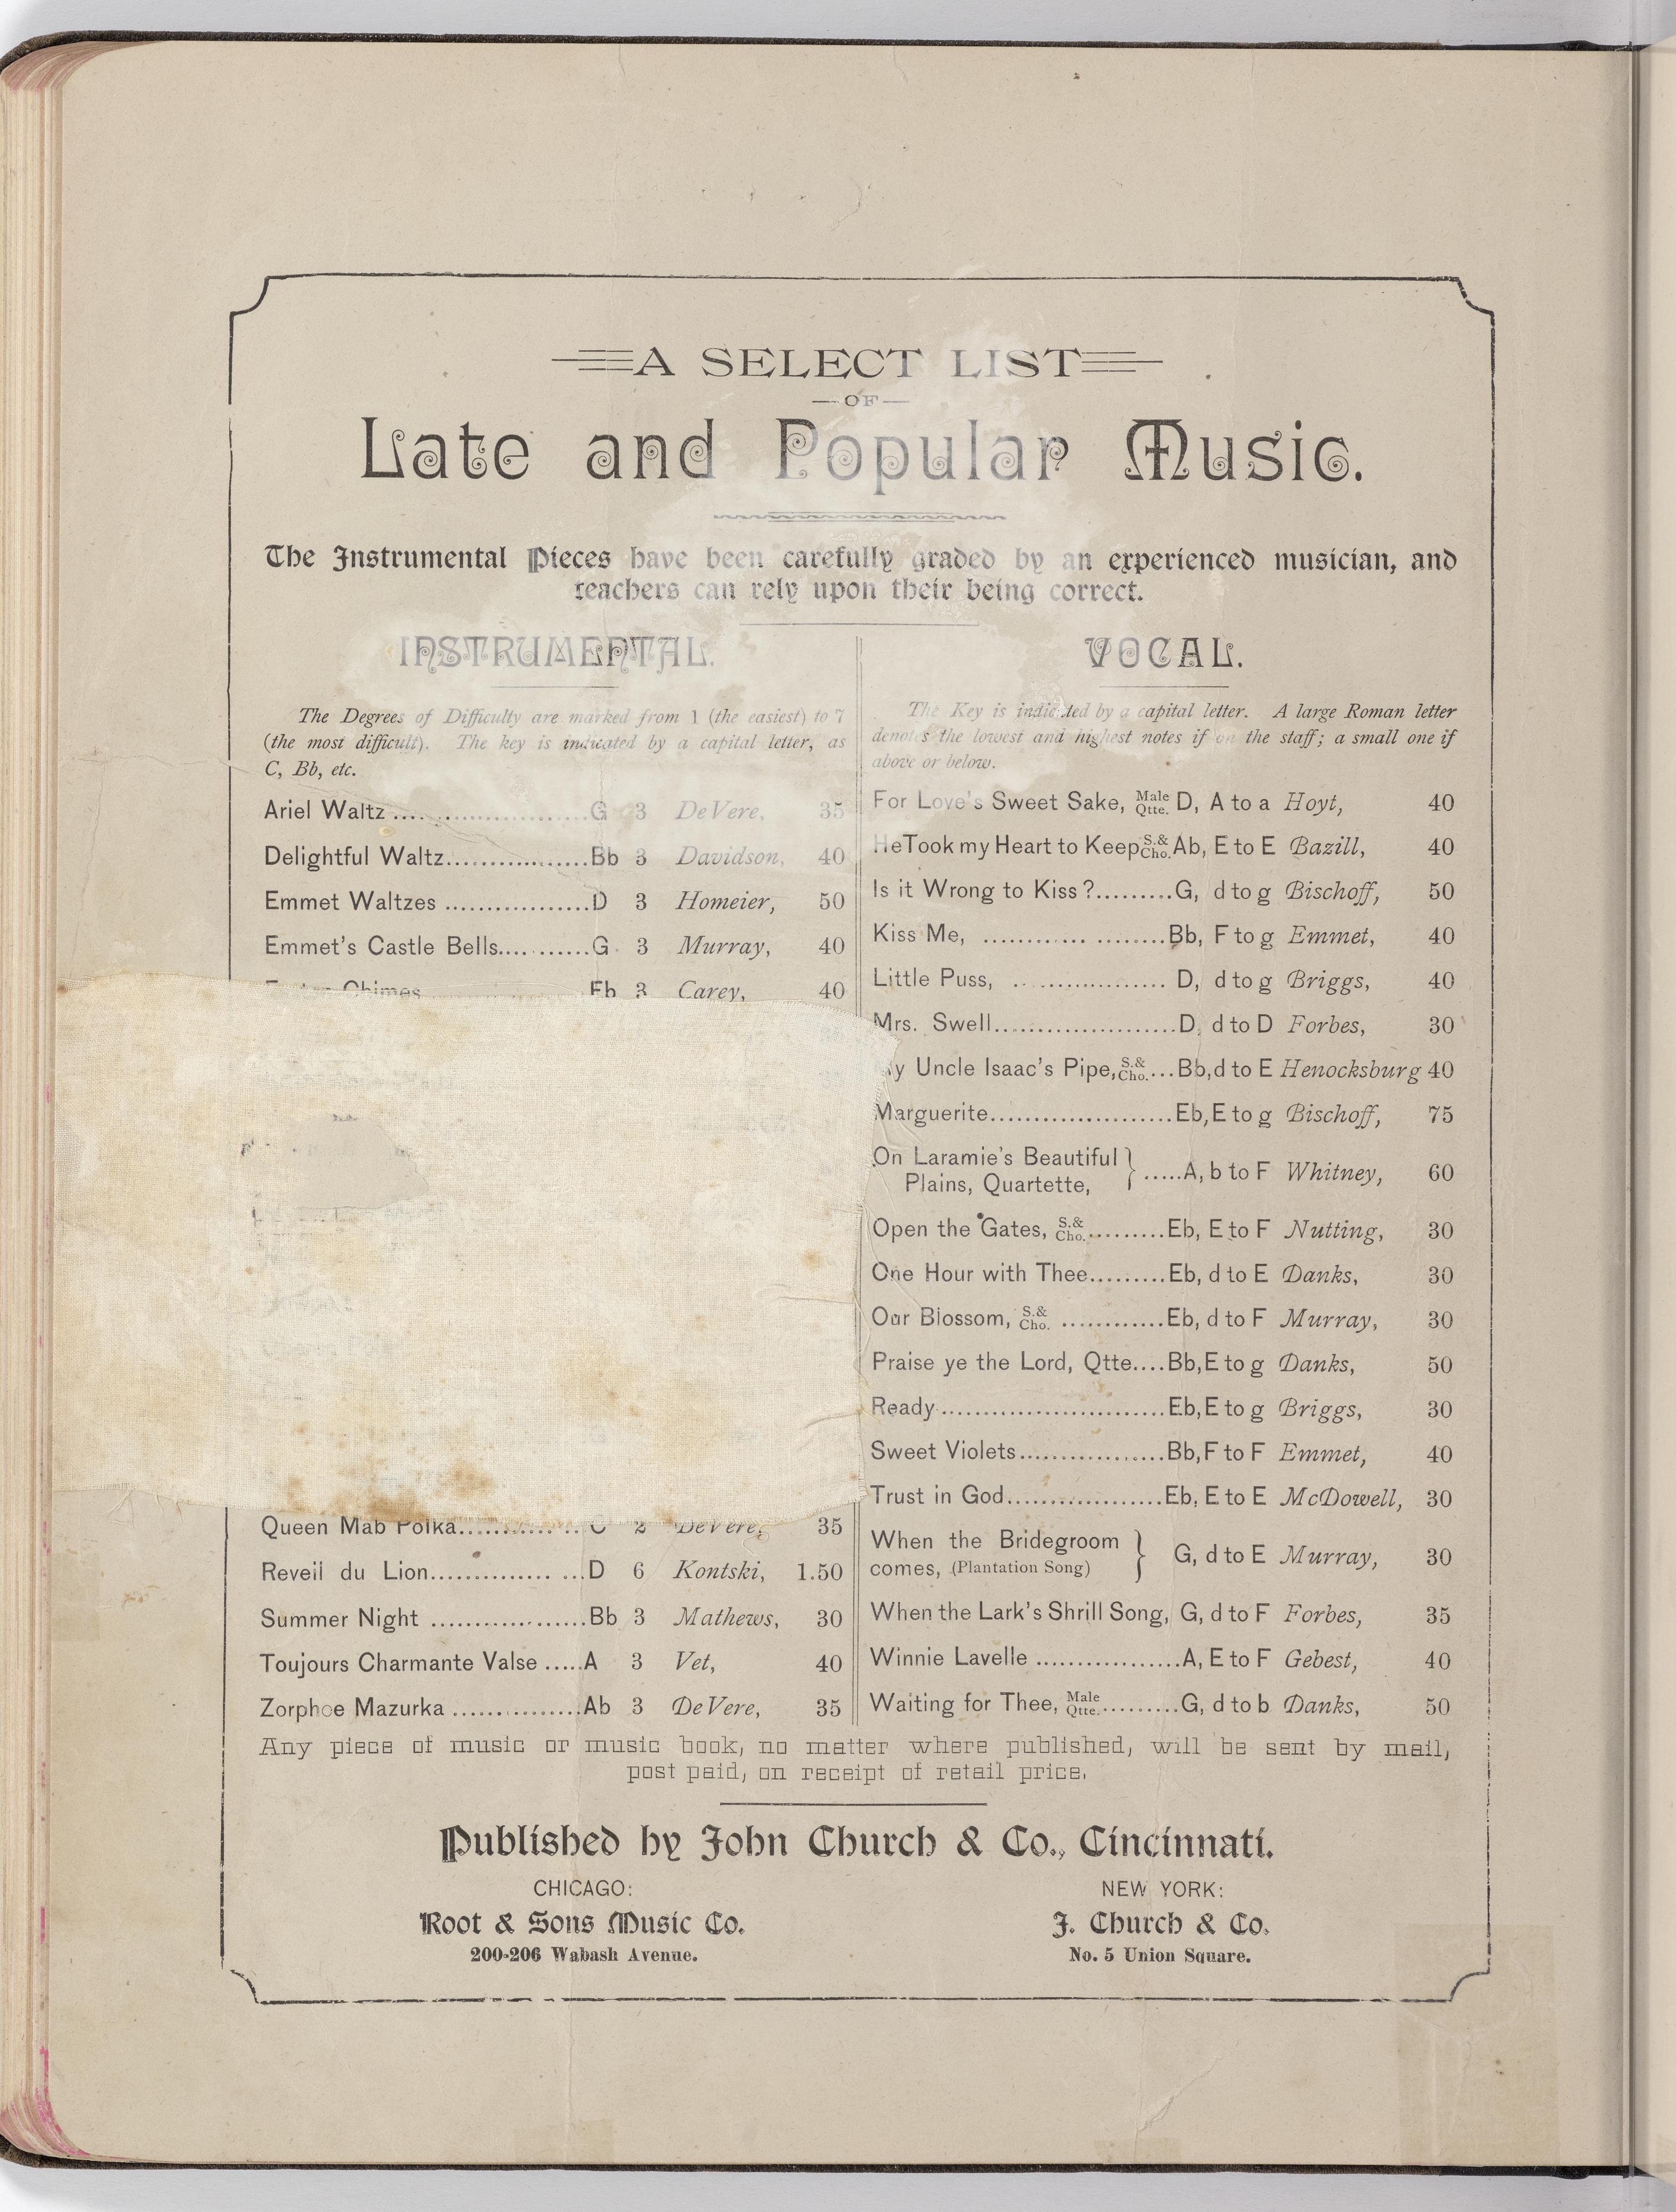 A SELECT LIST
—OF—
Late and Popular Music.
The Instrumental Pieces have been carefully graded by an experienced musician, and
teachers can rely upon their being correct.
INSTRUMENTAL.
The Degrees of Difficulty are marked from 1 (the easiest) to 7
(the most difficult). The key is indicated by a capital letter, as
C, Bb, etc.
Ariel Waltz .... ......................G 3 DeVere, 35
Delightful Waltz.....................Bb 3 Davidson, 40
Emmet Waltzes ..................D 3 Homeier, 50
Emmet's Castle Bells..............G 3 Murray, 40
Chimes Eb 3 Carey, 40
Queen Mab Polka..................C 2 DeVere, 35
Reveil du Lion.............. ...D 6 Kontski, 1.50
Summer Night ...................Bb 3 Mathews, 30
Toujours Charmante Valse .....A 3 Vet, 40
Zorphoe Mazurka ................Ab 3 DeVere, 35
VOCAL.
The Key is indicated by a capital letter. A large Roman letter
denotes the lowest and highest notes if on the staff; a small one if
above or below.
For Love's Sweet Sake, Male Qtte. D, A to a Hoyt, 40
He Took my Heart to Keep S.& Cho. Ab, E to E Bazill, 40
Is it Wrong to Kiss?.........G, d to g Bischoff, 50
Kiss Me, ............ ........Bb, F to g Emmet, 40
Little Puss, .................. D, d to g Briggs, 40
Mrs. Swell......................D, d to D Forbes, 30
y Uncle Isaac's Pipe, S.& Cho....Bb, d to E Henocksburg 40
Marguerite......................Eb, E to g Bischoff, 75
On Laramie's Beautiful
Plains, Quartette, } .....A, b to F Whitney, 60
Open the Gates, S.& Cho..........Eb, E to F Nutting, 30
One Hour with Thee.........Eb, d to E Danks, 30
Our Blossom, S.& Cho. ............Eb, d to F Murray, 30
Praise ye the Lord, Qtte....Bb, E to g Danks, 50
Ready...........................Eb, E to g Briggs, 30
Sweet Violets..................Bb, F to F Emmet, 40
Trust in God...................Eb, E to E McDowell, 30
When the Bridegroom
comes, (Plantation Song) } G, d to E Murray, 30
When the Lark's Shrill Song, G, d to F Forbes, 35
Winnie Lavelle .................A, E to F Gebest, 40
Waiting for Thee, Male Qtte..........G, d to b Danks, 50
Any piece of music or music book, no matter where published, will be sent by mail,
post paid, on receipt of retail price.
Published by John Church & Co., Cincinnati.
CHICAGO:
Root & Sons Music Co.
200-206 Wabash Avenue.
NEW YORK:
J. Church & Co.
No. 5 Union Square.